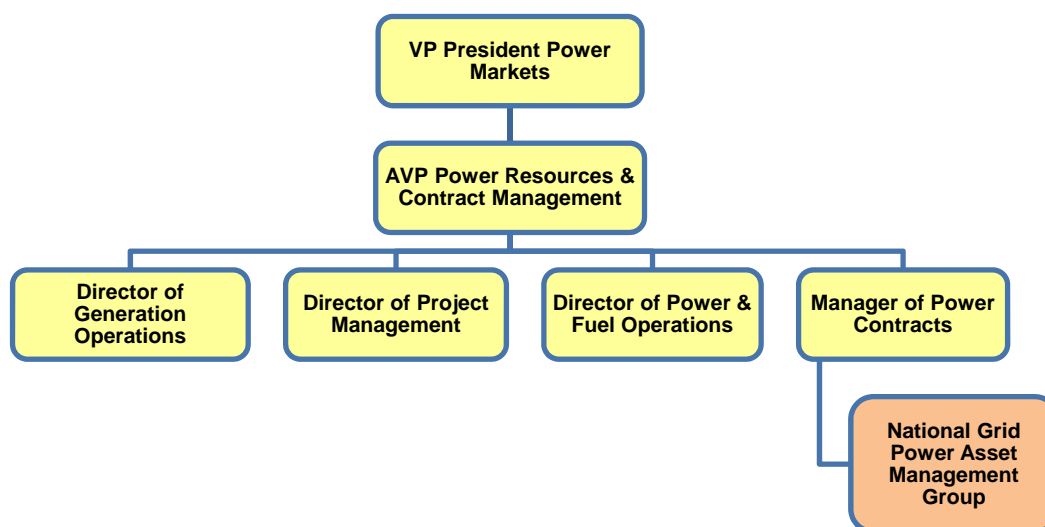 VP President Power
Markets
AVP Power Resources &
Contract Management
Director of
Generation
Operations
Director of Project
Management
Director of Power &
Fuel Operations
Manager of Power
Contracts
National Grid
Power Asset
Management
Group